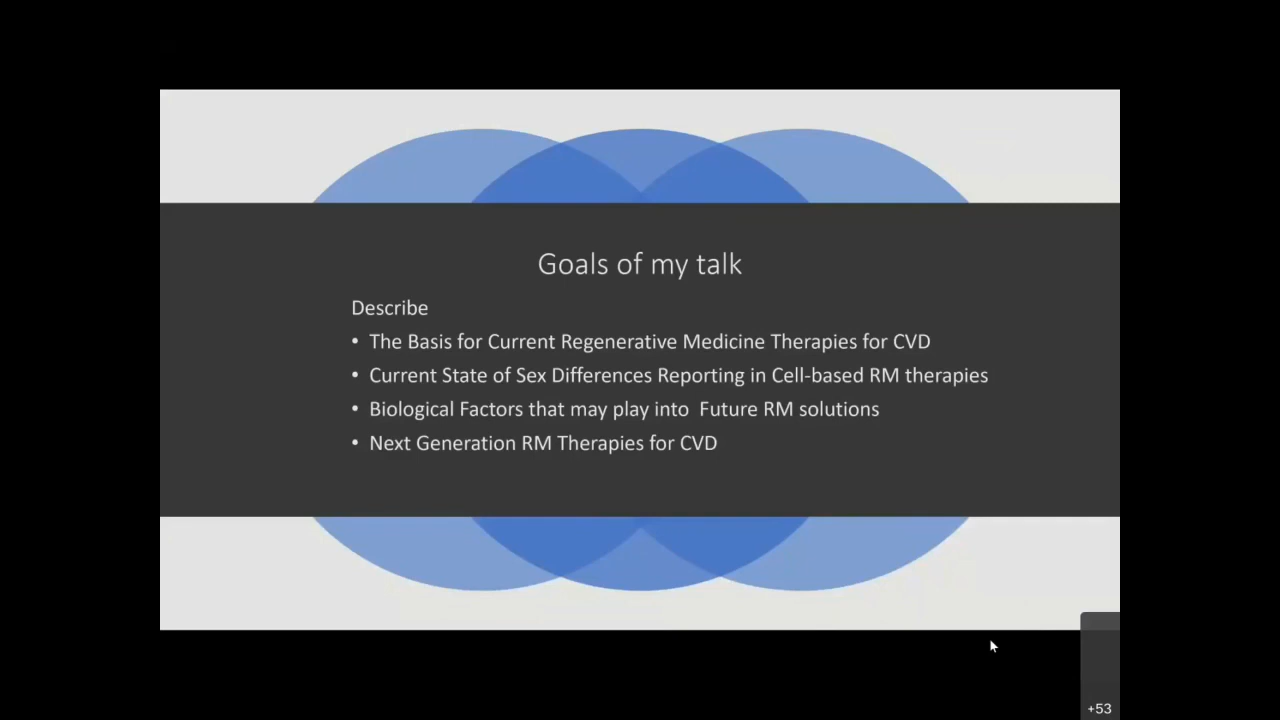 Goals of my talk
Describe
• The Basis for Current Regenerative Medicine Therapies for CVD
• Current State of Sex Differences Reporting in Cell-based RM therapies
• Biological Factors that may play into  Future RM solutions
• Next Generation RM Therapies for CVD
+53